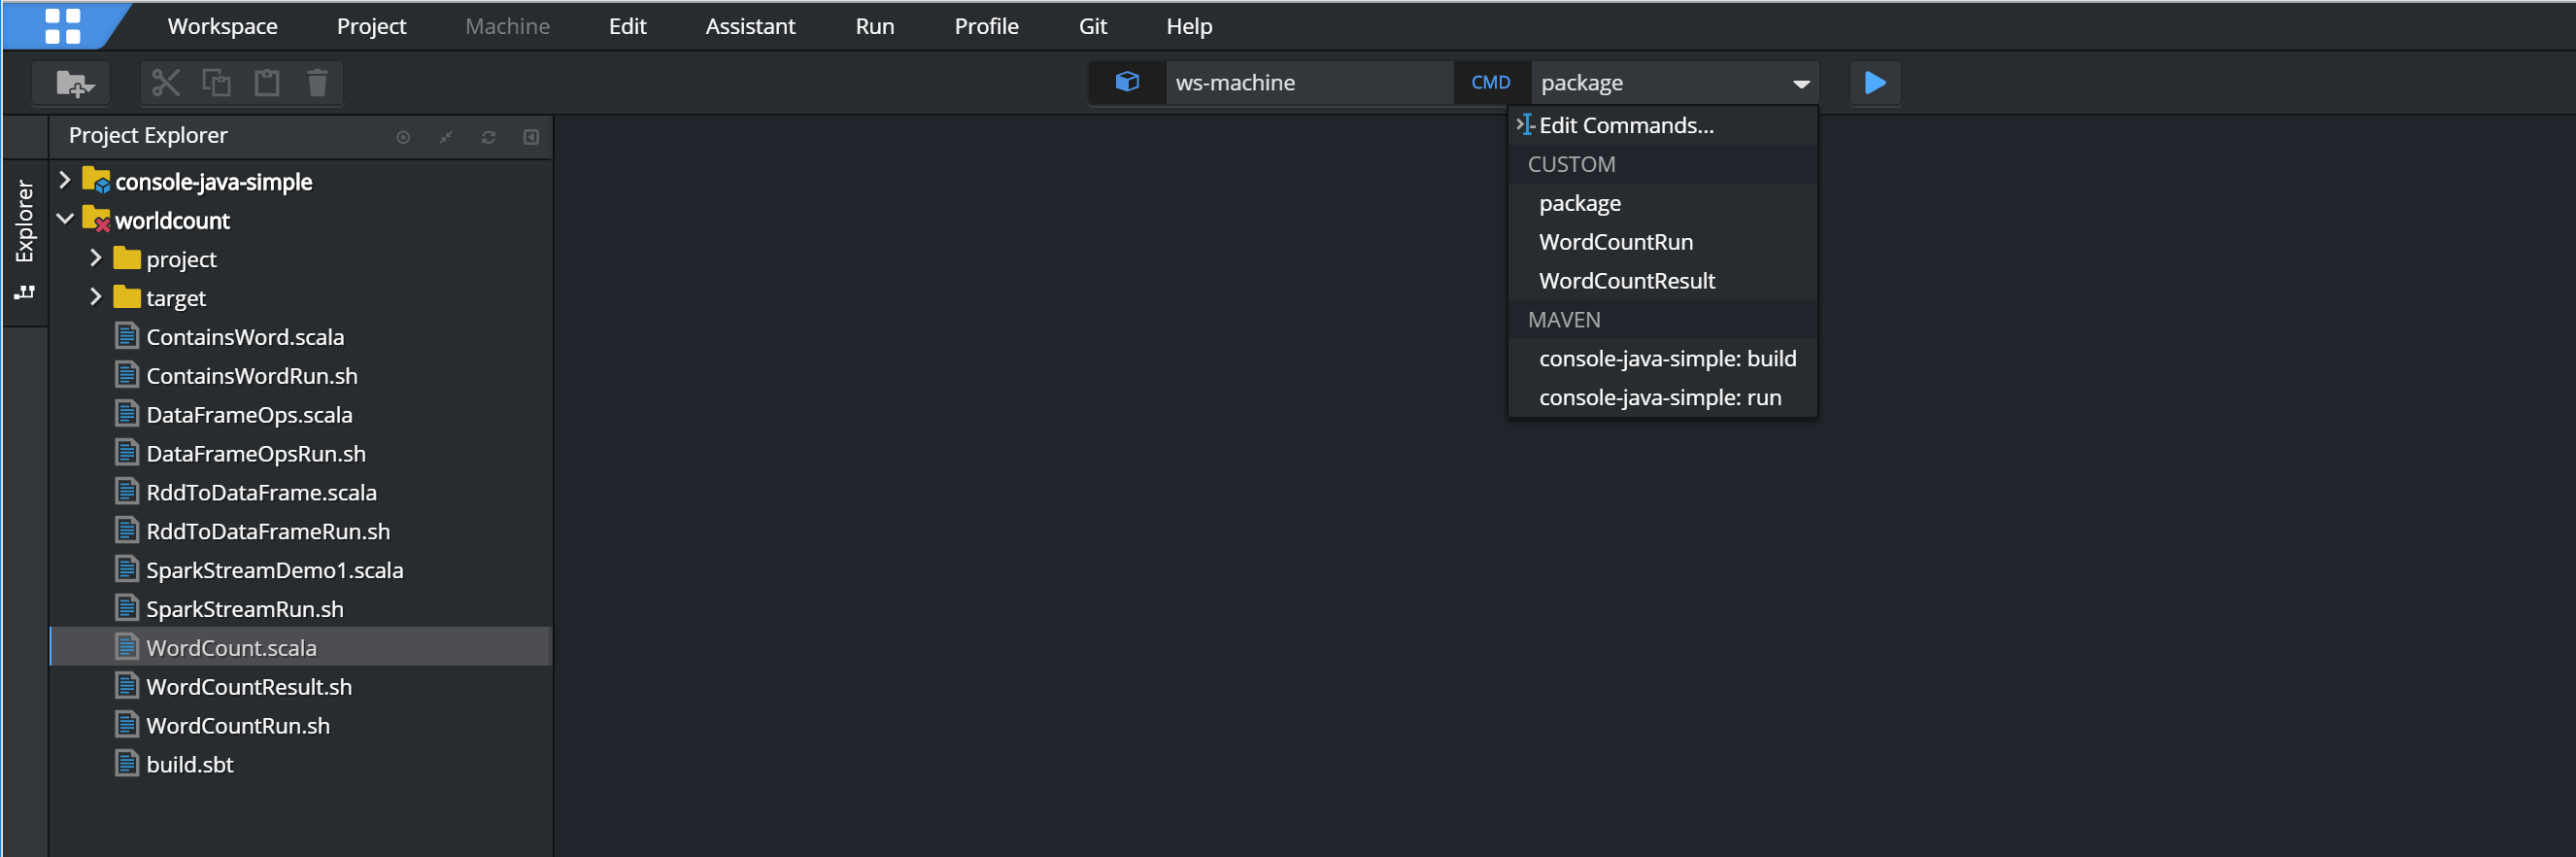 Workspace Project Machine Edit Assistant Run Profile Git Help
ws-machine CMD package
Explorer
Project Explorer
console-java-simple
worldcount
project
target
ContainsWord.scala
ContainsWordRun.sh
DataFrameOps.scala
DataFrameOpsRun.sh
RddToDataFrame.scala
RddToDataFrameRun.sh
SparkStreamDemo1.scala
SparkStreamRun.sh
WordCount.scala
WordCountResult.sh
WordCountRun.sh
build.sbt
Edit Commands...
CUSTOM
package
WordCountRun
WordCountResult
MAVEN
console-java-simple: build
console-java-simple: run